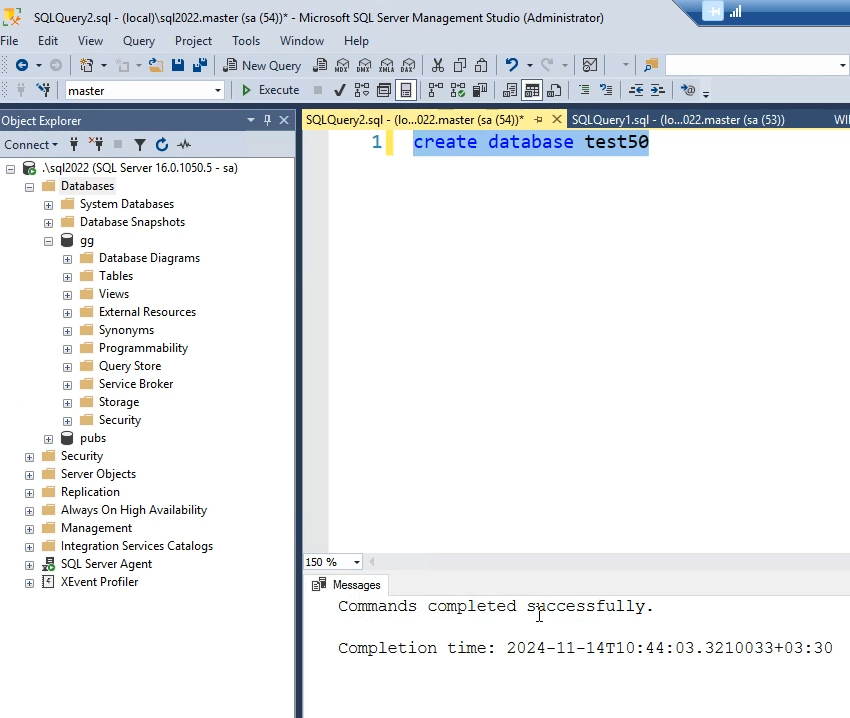 SQLQuery2.sql - (local)\sql2022.master (sa (54))* - Microsoft SQL Server Management Studio (Administrator)
File Edit View Query Project Tools Window Help
New Query MDX DMX XMLA DAX
master Execute
Object Explorer
SQLQuery2.sql - (lo...022.master (sa (54))* SQLQuery1.sql - (lo...022.master (sa (53))
Connect
1 create database test50
.\sql2022 (SQL Server 16.0.1050.5 - sa)
Databases
System Databases
Database Snapshots
gg
Database Diagrams
Tables
Views
External Resources
Synonyms
Programmability
Query Store
Service Broker
Storage
Security
pubs
Security
Server Objects
Replication
Always On High Availability
Management
Integration Services Catalogs
SQL Server Agent
XEvent Profiler
150 %
Messages
Commands completed successfully.
Completion time: 2024-11-14T10:44:03.3210033+03:30